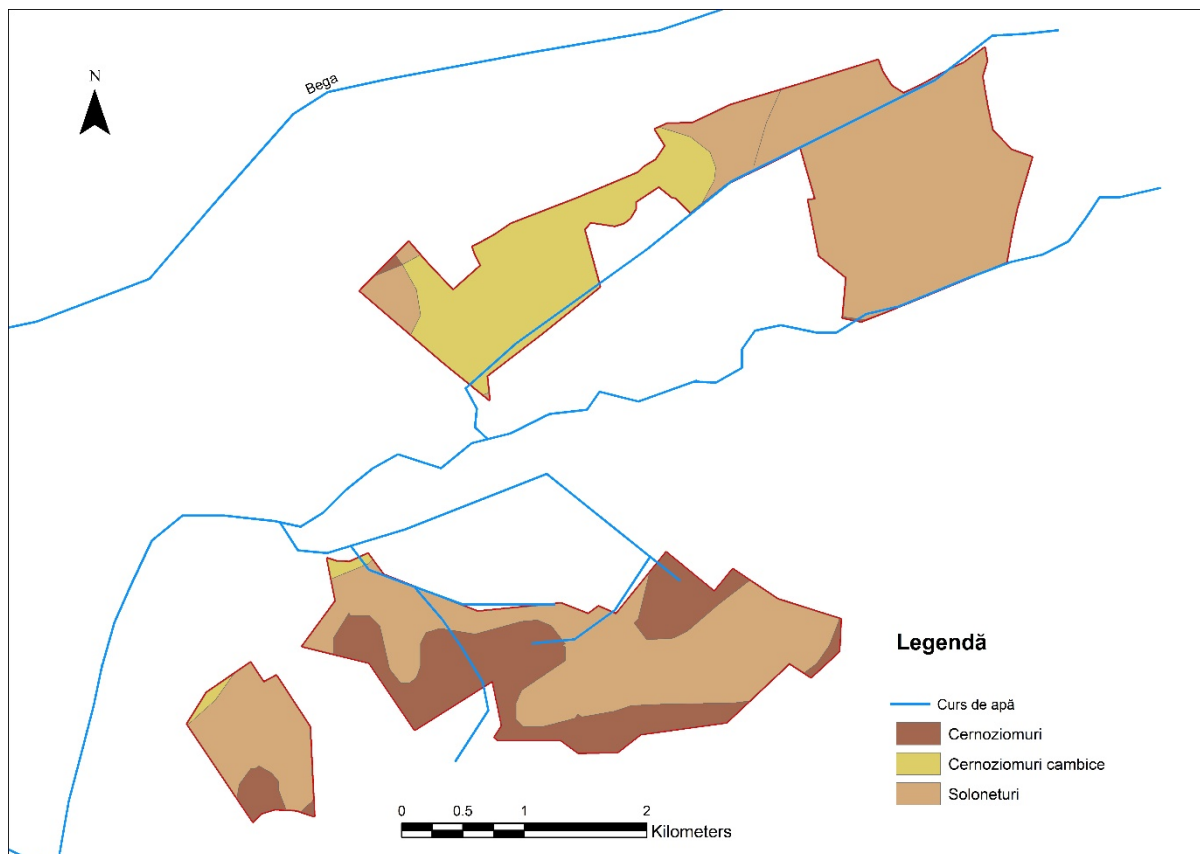 N
Bega
Legendă
Curs de apă
Cernoziomuri
Cernoziomuri cambice
Soloneturi
0 0.5 1 2
Kilometers